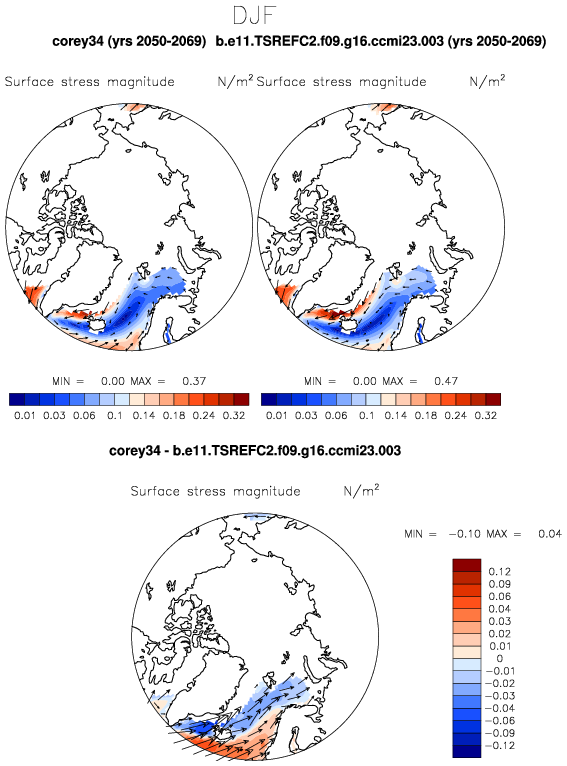 DJF
corey34 (yrs 2050-2069) b.e11.TSREFC2.f09.g16.ccmi23.003 (yrs 2050-2069)
Surface stress magnitude N/m² Surface stress magnitude N/m²
MIN = 0.00 MAX = 0.37 MIN = 0.00 MAX = 0.47
0.01 0.03 0.06 0.1 0.14 0.18 0.24 0.32 0.01 0.03 0.06 0.1 0.14 0.18 0.24 0.32
corey34 - b.e11.TSREFC2.f09.g16.ccmi23.003
Surface stress magnitude N/m²
MIN = -0.10 MAX = 0.04
0.12
0.09
0.06
0.04
0.03
0.02
0.01
0
-0.01
-0.02
-0.03
-0.04
-0.06
-0.09
-0.12